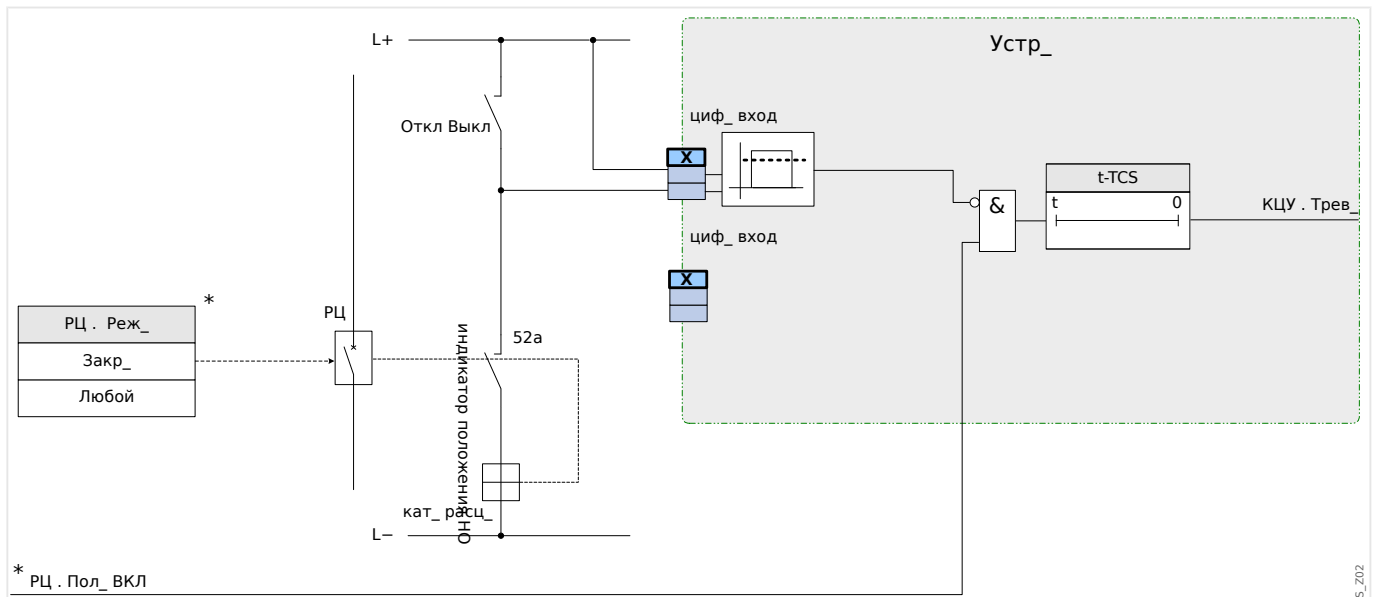 L+
Устр_
циф_ вход
Откл Выкл
X
t-TCS
t 0
&
КЦУ . Трев_
циф_ вход
X
*
РЦ
РЦ . Реж_
Закр_
Любой
52a
индикатор положения НО
кат_ расц_
L−
*
РЦ . Пол_ ВКЛ
S_Z02